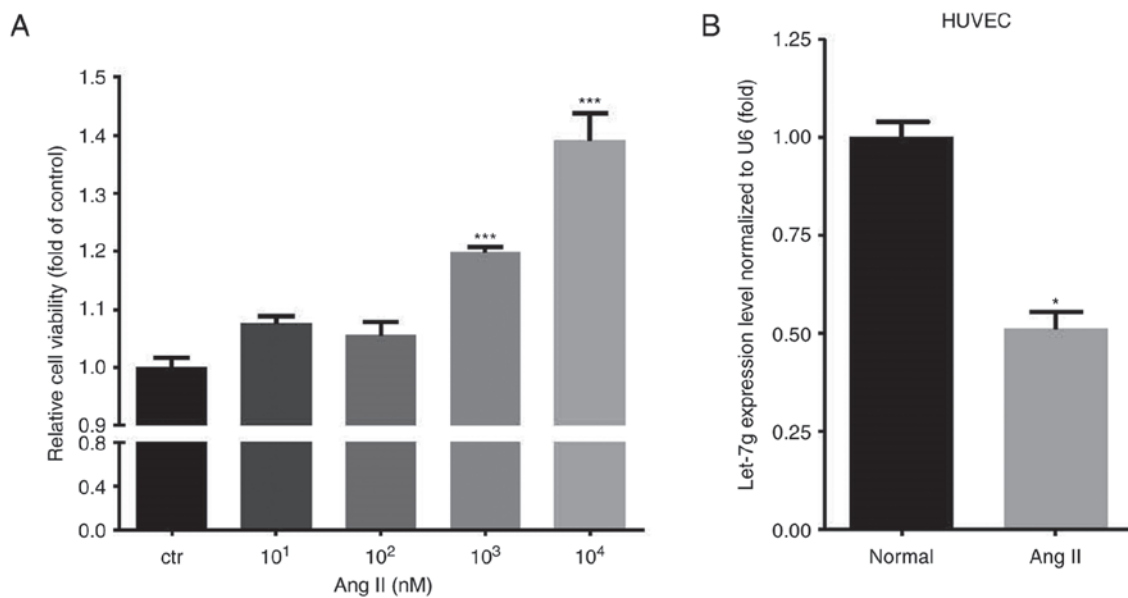 A
Relative cell viability (fold of control)
1.5
1.4
1.3
1.2
1.1
1.0
0.9
0.8
0.4
0.0
***
***
ctr 10¹ 10² 10³ 10⁴
Ang II (nM)
B
HUVEC
Let-7g expression level normalized to U6 (fold)
1.25
1.00
0.75
0.50
0.25
0.00
*
Normal Ang II